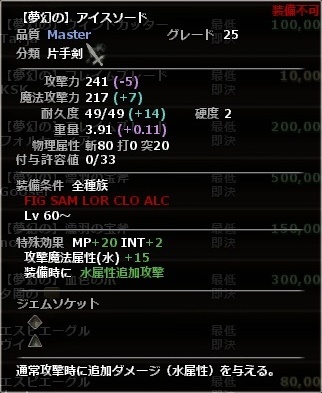 【夢幻の】アイスソード
装備不可
品質 Master グレード 25
分類 片手剣
攻撃力 241 (-5)
魔法攻撃力 217 (+7)
耐久度 49/49 (+14) 硬度 2
重量 3.91 (+0.11)
物理属性 斬80 打0 突20
付与許容値 0/33
装備条件 全種族
FIG SAM LOR CLO ALC
Lv 60～
特殊効果 MP+20 INT+2
攻撃魔法属性(水) +15
装備時に 水属性追加攻撃
ジェムソケット
通常攻撃時に追加ダメージ（水属性）を与える。